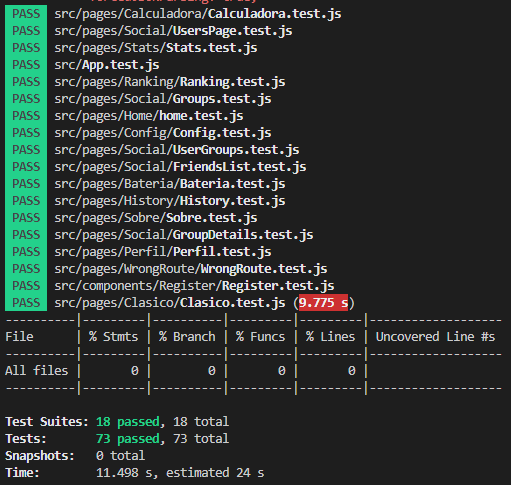 PASS src/pages/Calculadora/Calculadora.test.js
PASS src/pages/Social/UsersPage.test.js
PASS src/pages/Stats/Stats.test.js
PASS src/App.test.js
PASS src/pages/Ranking/Ranking.test.js
PASS src/pages/Social/Groups.test.js
PASS src/pages/Home/home.test.js
PASS src/pages/Config/Config.test.js
PASS src/pages/Social/UserGroups.test.js
PASS src/pages/Social/FriendsList.test.js
PASS src/pages/Bateria/Bateria.test.js
PASS src/pages/History/History.test.js
PASS src/pages/Sobre/Sobre.test.js
PASS src/pages/Social/GroupDetails.test.js
PASS src/pages/Perfil/Perfil.test.js
PASS src/pages/WrongRoute/WrongRoute.test.js
PASS src/components/Register/Register.test.js
PASS src/pages/Clasico/Clasico.test.js (9.775 s)
----------|---------|----------|---------|---------|-------------------
File      | % Stmts | % Branch | % Funcs | % Lines | Uncovered Line #s
----------|---------|----------|---------|---------|-------------------
All files |       0 |        0 |       0 |       0 |
----------|---------|----------|---------|---------|-------------------
Test Suites: 18 passed, 18 total
Tests:       73 passed, 73 total
Snapshots:   0 total
Time:        11.498 s, estimated 24 s